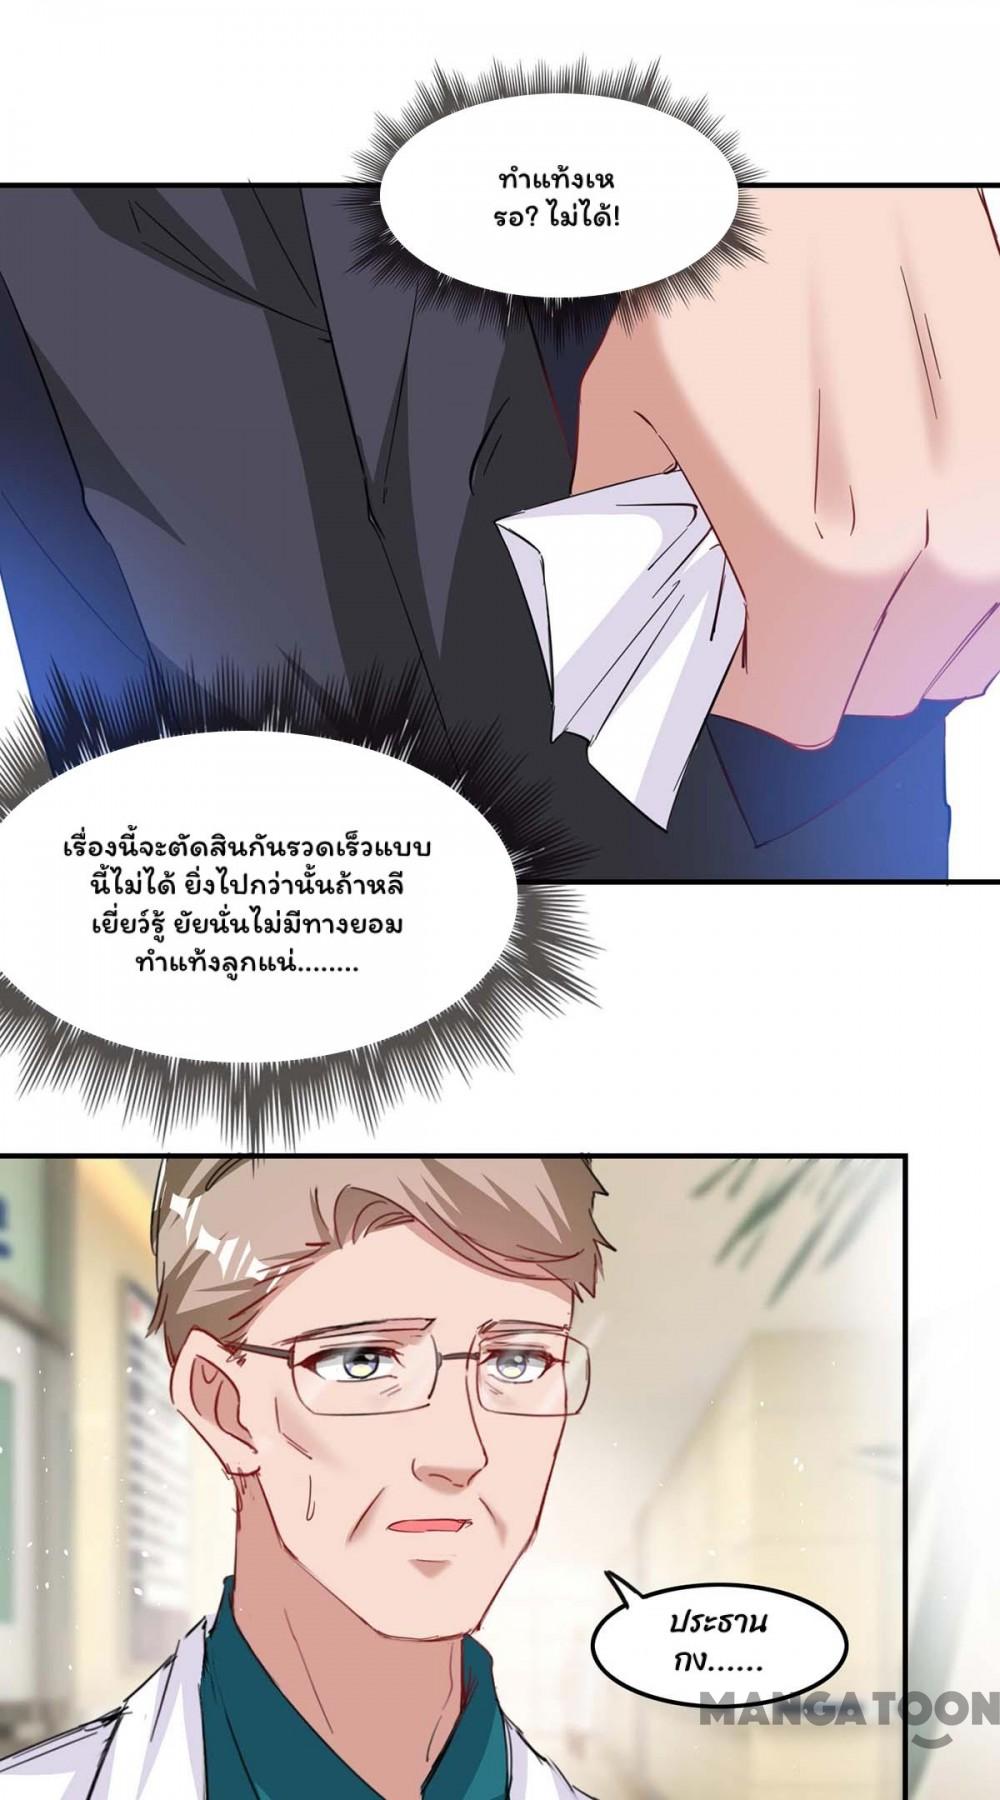 ทำแท้งเห
รอ? ไม่ได้!
เรื่องนี้จะตัดสินกันรวดเร็วแบบ
นี้ไม่ได้ ยิ่งไปกว่านั้นถ้าหลี
เยี่ยว์รู้ ยัยนั่นไม่มีทางยอม
ทำแท้งลูกแน่........
ประธาน
กง......
MANGATOON